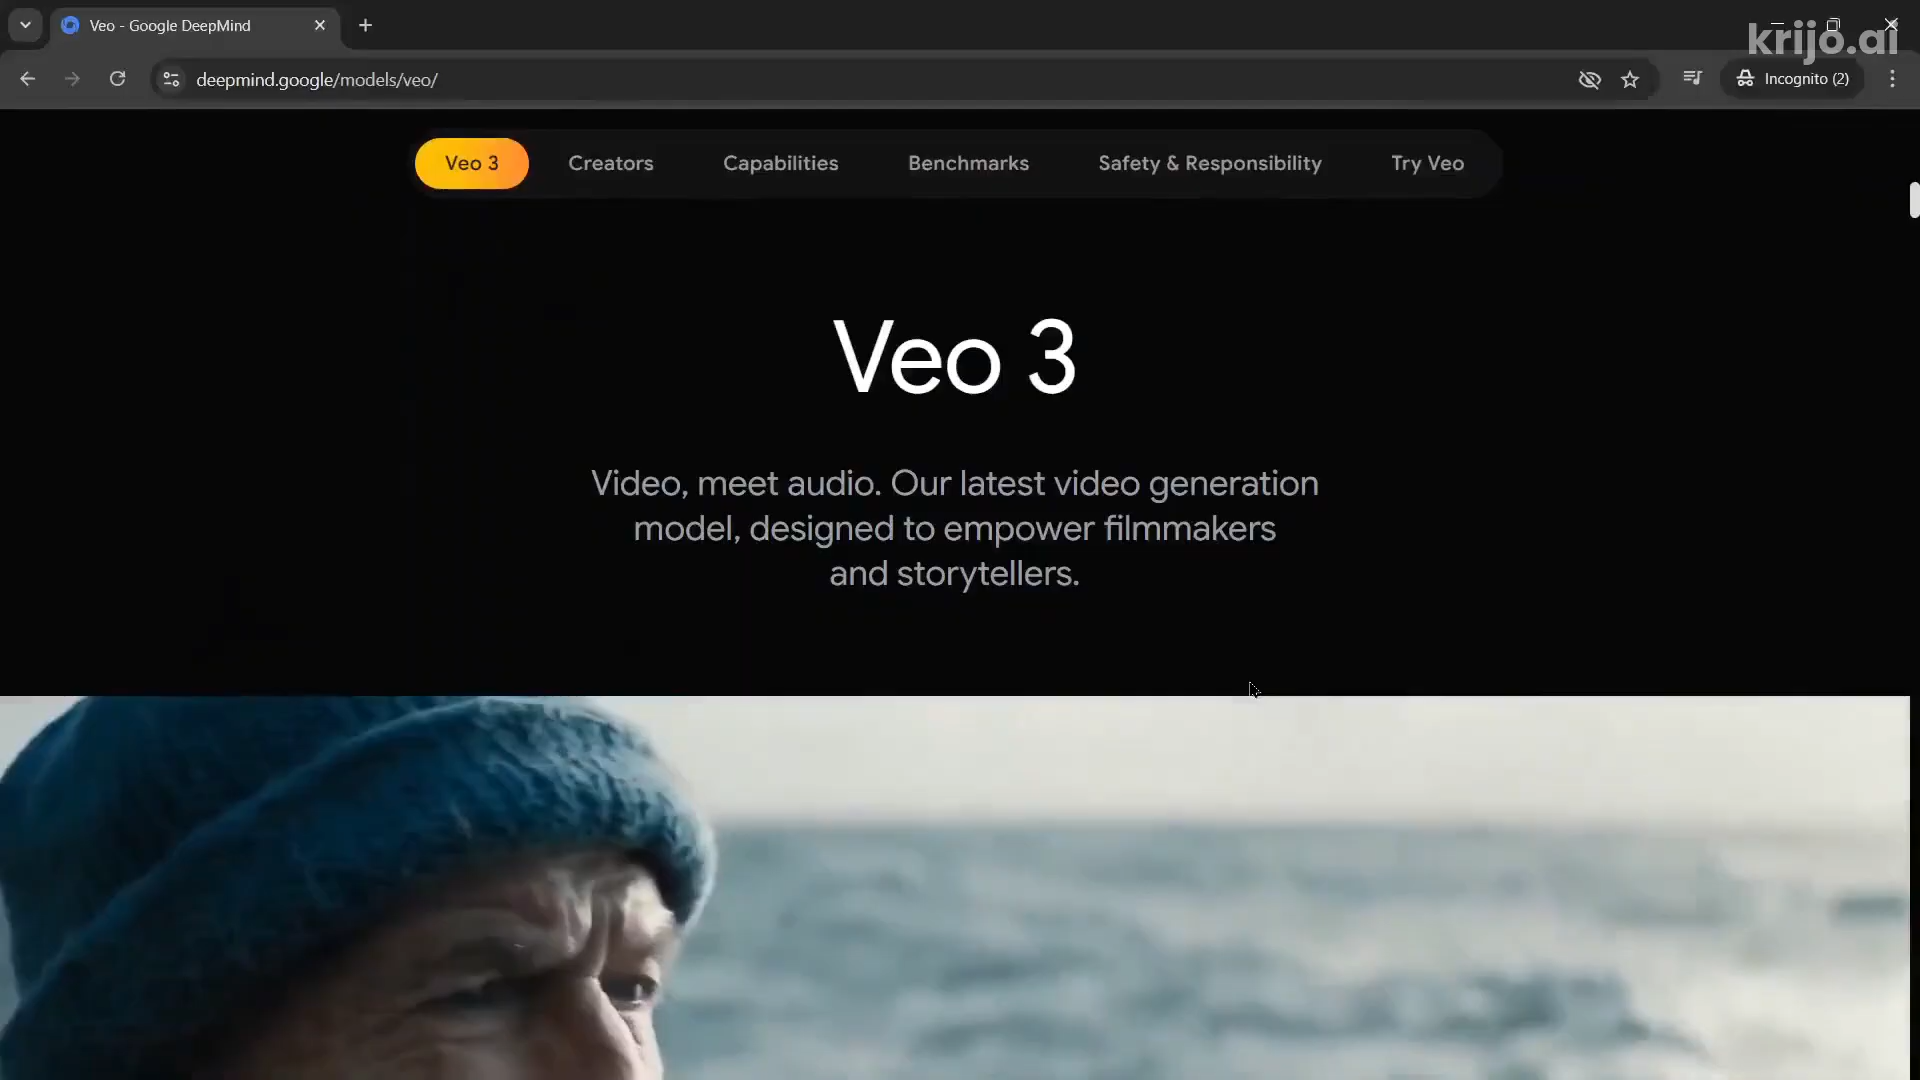 Veo - Google DeepMind
krijo.ai
deepmind.google/models/veo/
Incognito (2)
Veo 3
Creators
Capabilities
Benchmarks
Safety & Responsibility
Try Veo
Veo 3
Video, meet audio. Our latest video generation
model, designed to empower filmmakers
and storytellers.